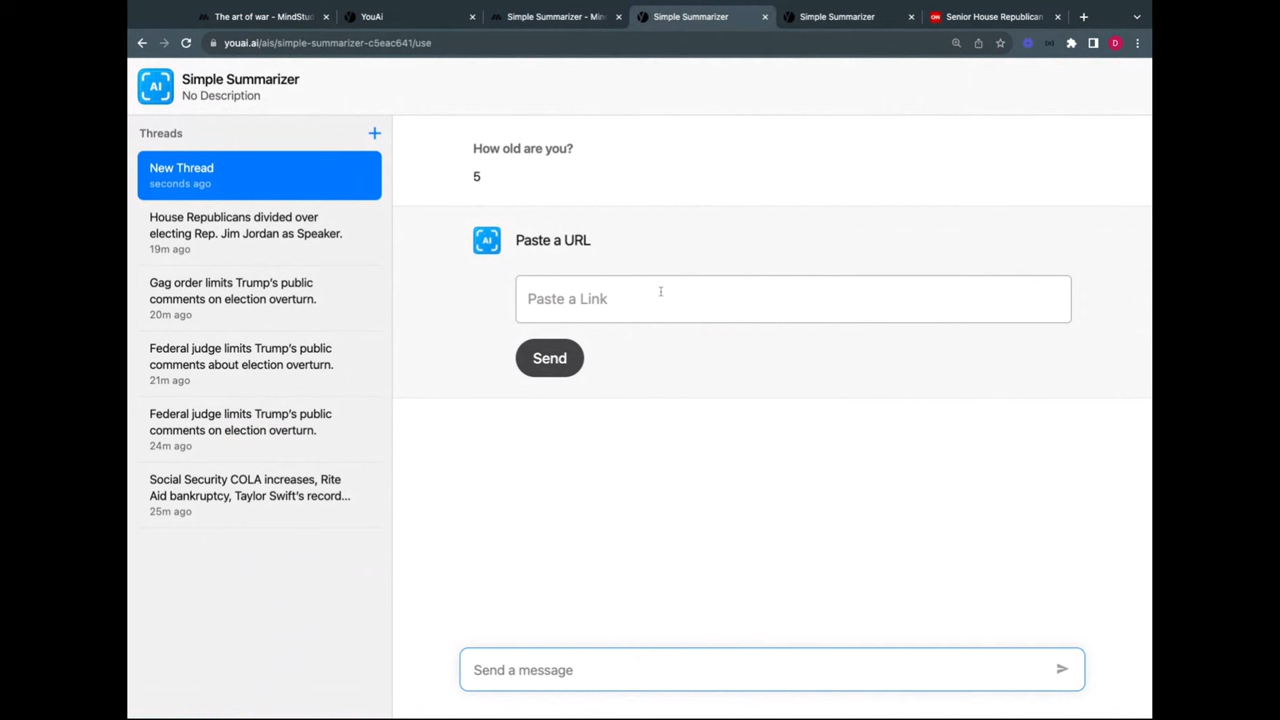 The art of war - MindStud
YouAi
Simple Summarizer - Min
Simple Summarizer
Simple Summarizer
CNN
Senior House Republican
youai.ai/ais/simple-summarizer-c5eac641/use
D
AI
Simple Summarizer
No Description
Threads
New Thread
seconds ago
House Republicans divided over
electing Rep. Jim Jordan as Speaker.
19m ago
Gag order limits Trump's public
comments on election overturn.
20m ago
Federal judge limits Trump's public
comments about election overturn.
21m ago
Federal judge limits Trump's public
comments on election overturn.
24m ago
Social Security COLA increases, Rite
Aid bankruptcy, Taylor Swift's record...
25m ago
How old are you?
5
AI
Paste a URL
Paste a Link
Send
Send a message